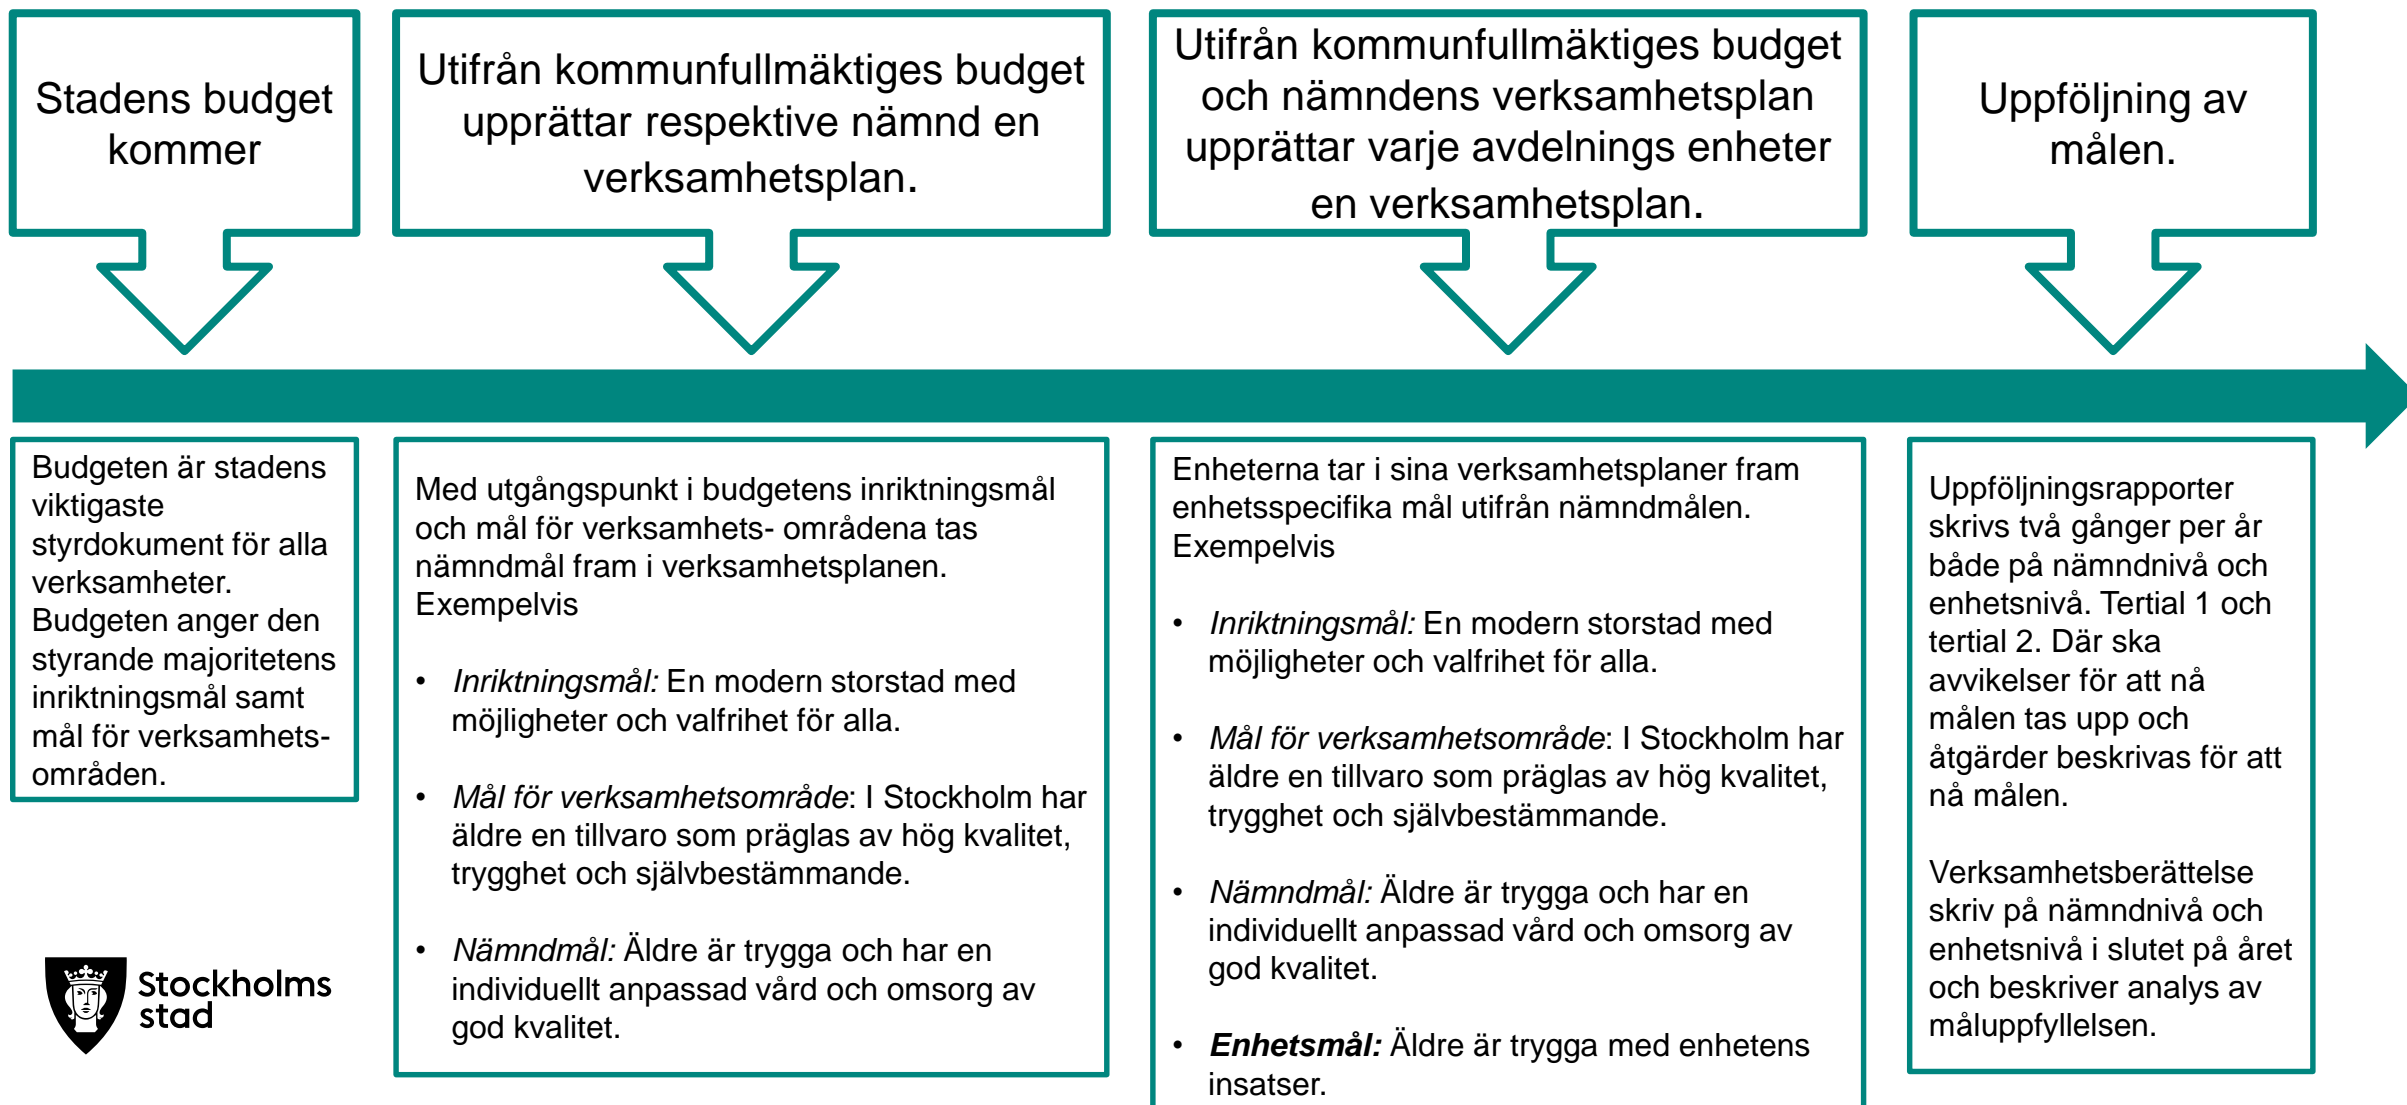 Stadens budget
kommer
Utifrån kommunfullmäktiges budget
upprättar respektive nämnd en
verksamhetsplan.
Utifrån kommunfullmäktiges budget
och nämndens verksamhetsplan
upprättar varje avdelnings enheter
en verksamhetsplan.
Uppföljning av
målen.
Budgeten är stadens
viktigaste
styrdokument för alla
verksamheter.
Budgeten anger den
styrande majoritetens
inriktningsmål samt
mål för verksamhets-
områden.
Med utgångspunkt i budgetens inriktningsmål
och mål för verksamhets- områdena tas
nämndmål fram i verksamhetsplanen.
Exempelvis
• Inriktningsmål: En modern storstad med
möjligheter och valfrihet för alla.
• Mål för verksamhetsområde: I Stockholm har
äldre en tillvaro som präglas av hög kvalitet,
trygghet och självbestämmande.
• Nämndmål: Äldre är trygga och har en
individuellt anpassad vård och omsorg av
god kvalitet.
Enheterna tar i sina verksamhetsplaner fram
enhetsspecifika mål utifrån nämndmålen.
Exempelvis
• Inriktningsmål: En modern storstad med
möjligheter och valfrihet för alla.
• Mål för verksamhetsområde: I Stockholm har
äldre en tillvaro som präglas av hög kvalitet,
trygghet och självbestämmande.
• Nämndmål: Äldre är trygga och har en
individuellt anpassad vård och omsorg av
god kvalitet.
• Enhetsmål: Äldre är trygga med enhetens
insatser.
Uppföljningsrapporter
skrivs två gånger per år
både på nämndnivå och
enhetsnivå. Tertial 1 och
tertial 2. Där ska
avvikelser för att nå
målen tas upp och
åtgärder beskrivas för att
nå målen.
Verksamhetsberättelse
skriv på nämndnivå och
enhetsnivå i slutet på året
och beskriver analys av
måluppfyllelsen.
Stockholms
stad